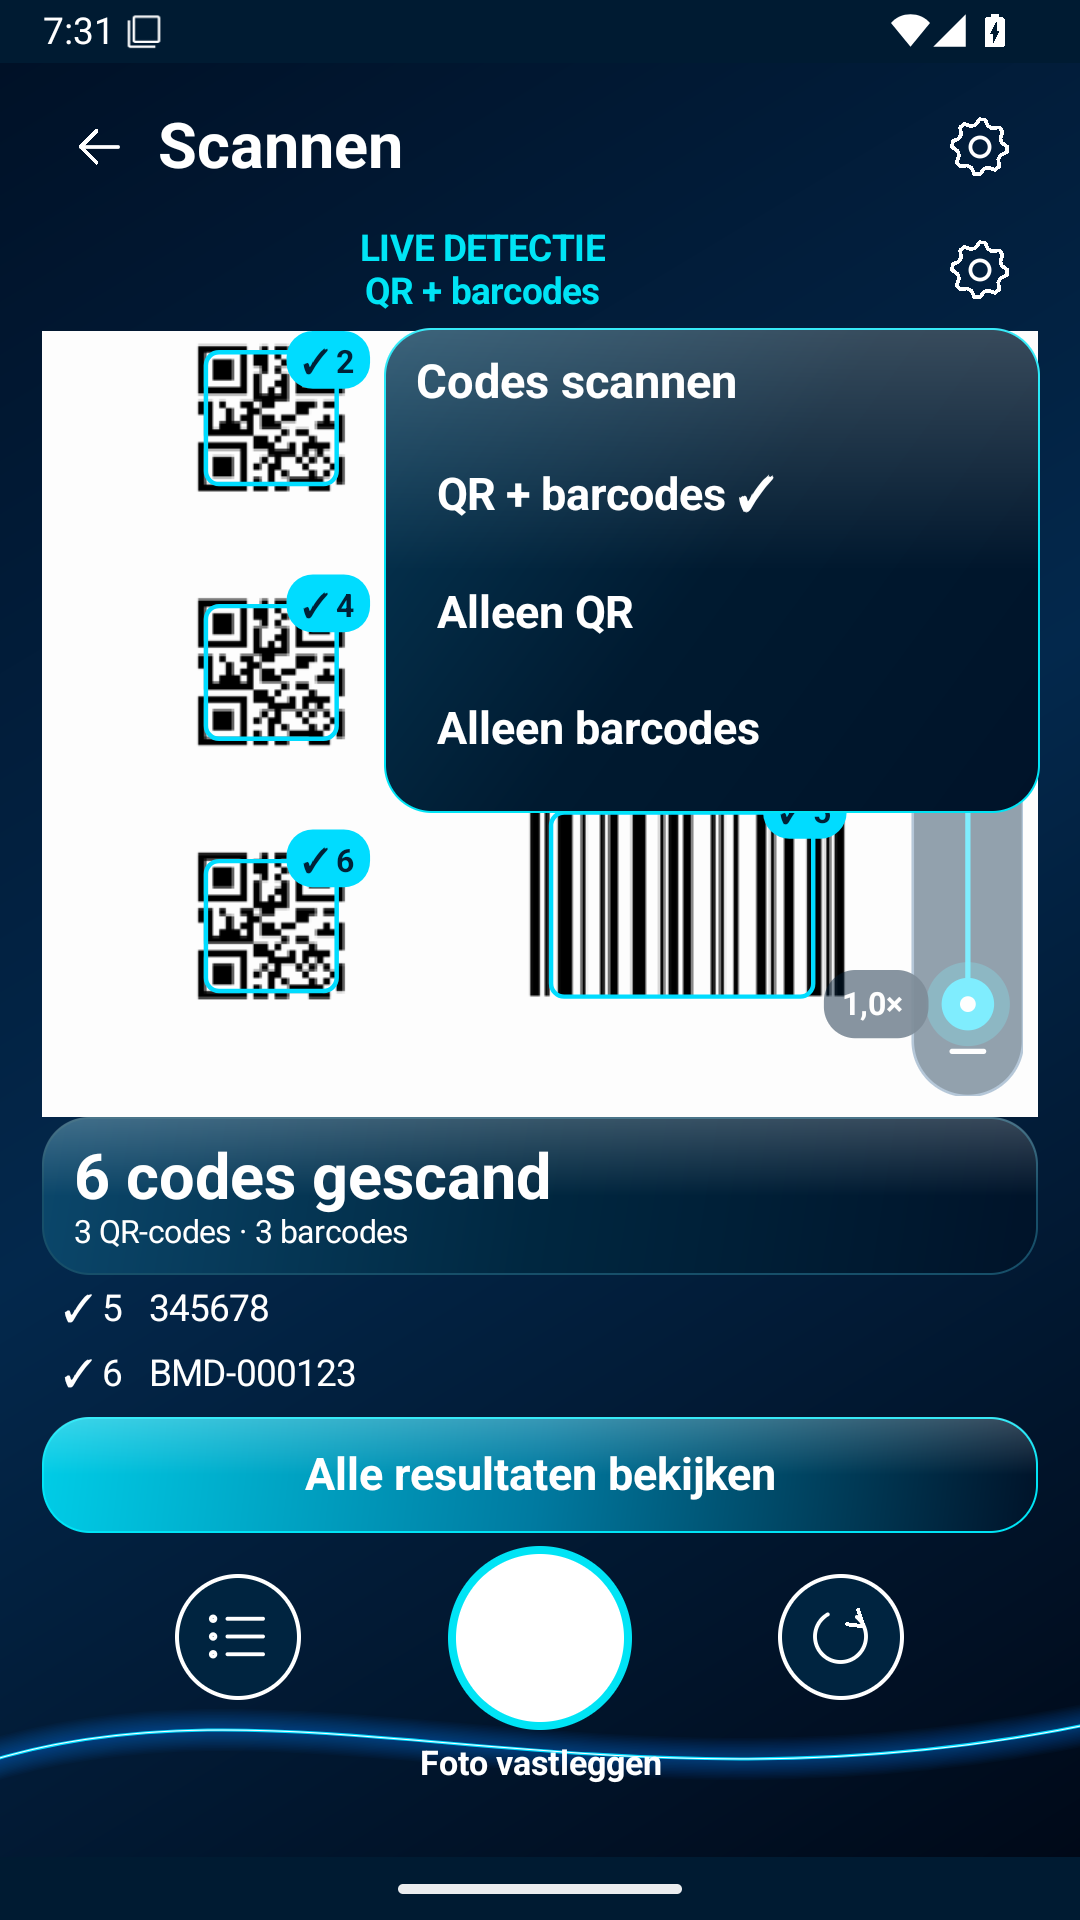 7:31
Scannen
LIVE DETECTIE
QR + barcodes
✓ 2
Codes scannen
QR + barcodes ✓
Alleen QR
Alleen barcodes
✓ 4
✓ 6
1,0×
6 codes gescand
3 QR-codes · 3 barcodes
✓ 5 345678
✓ 6 BMD-000123
Alle resultaten bekijken
Foto vastleggen